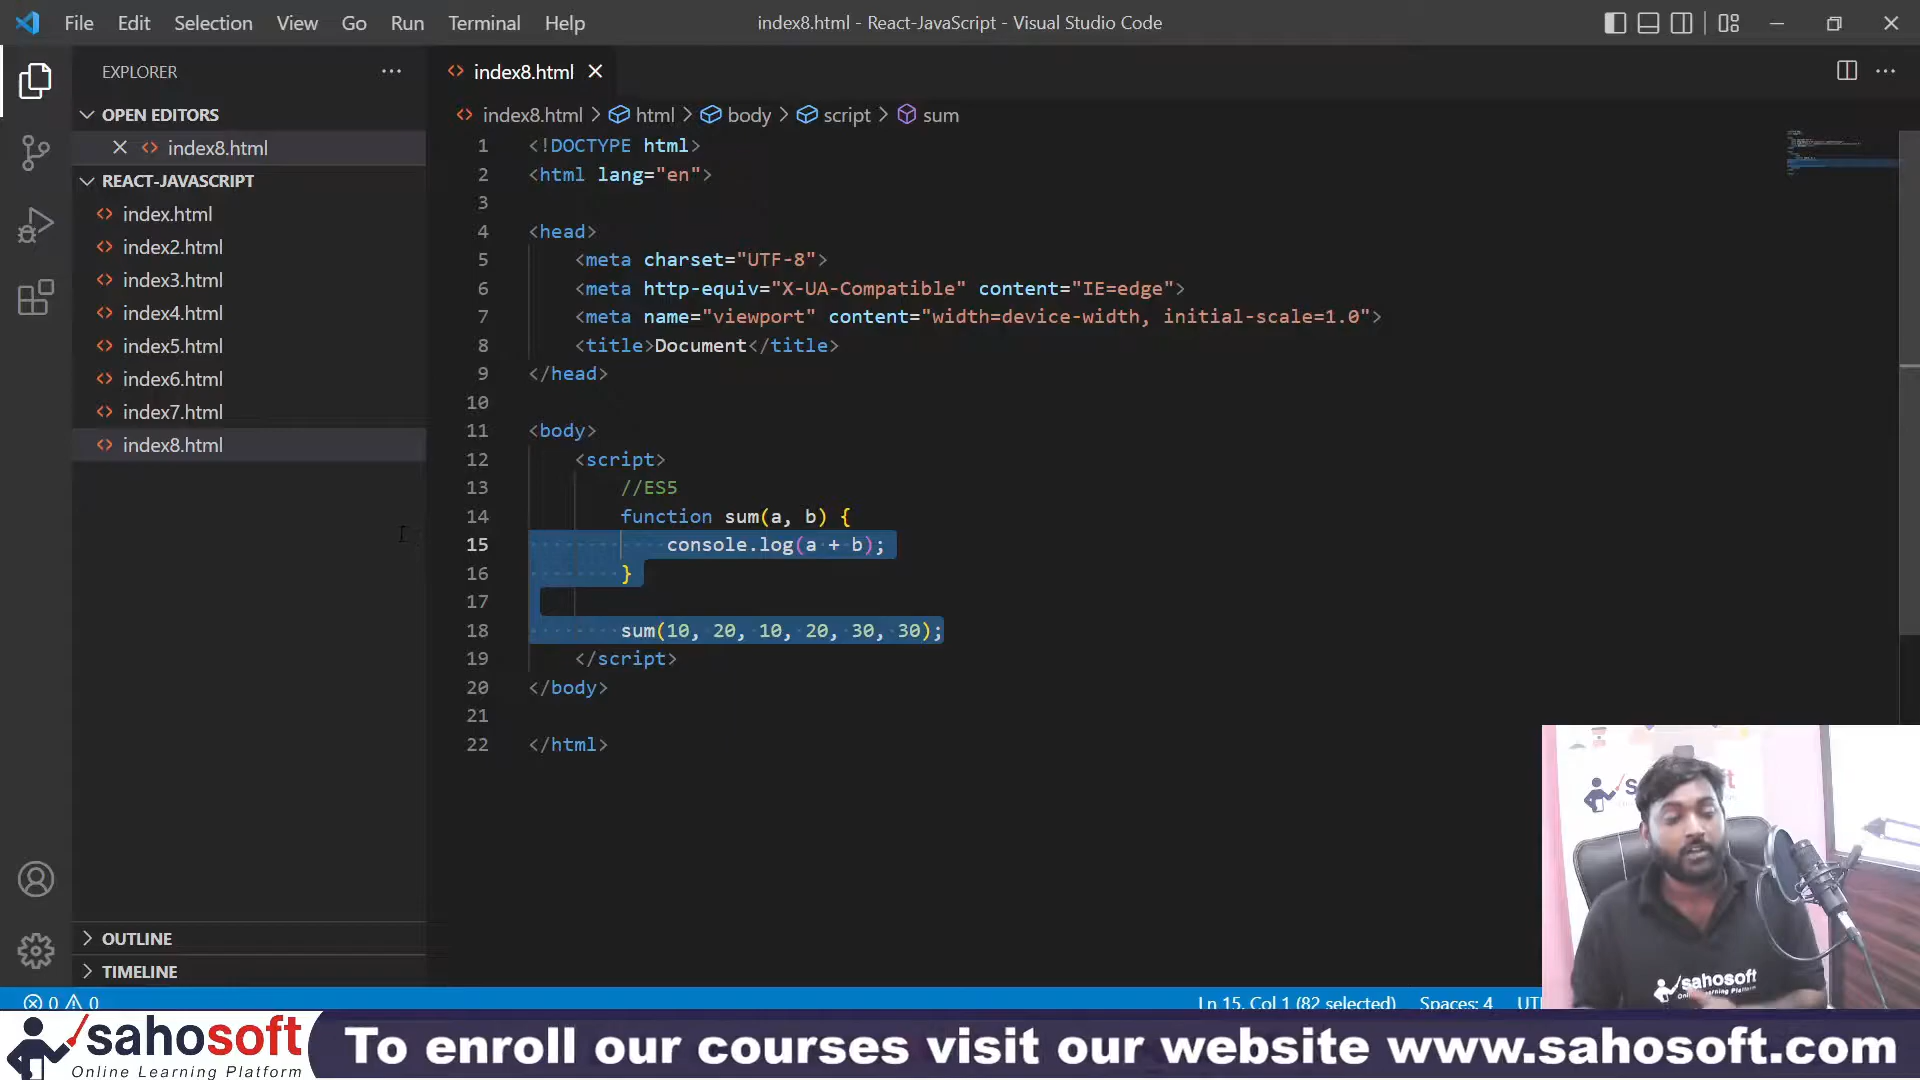 File Edit Selection View Go Run Terminal Help
index8.html - React-JavaScript - Visual Studio Code
EXPLORER
OPEN EDITORS
index8.html
REACT-JAVASCRIPT
index.html
index2.html
index3.html
index4.html
index5.html
index6.html
index7.html
index8.html
OUTLINE
TIMELINE
index8.html
index8.html > html > body > script > sum
1 <!DOCTYPE html>
2 <html lang="en">
3
4 <head>
5 <meta charset="UTF-8">
6 <meta http-equiv="X-UA-Compatible" content="IE=edge">
7 <meta name="viewport" content="width=device-width, initial-scale=1.0">
8 <title>Document</title>
9 </head>
10
11 <body>
12 <script>
13 //ES5
14 function sum(a, b) {
15 console.log(a + b);
16 }
17
18 sum(10, 20, 10, 20, 30, 30);
19 </script>
20 </body>
21
22 </html>
0 0
Ln 15, Col 1 (82 selected) Spaces: 4
sahosoft
Online Learning Platform
sahosoft
Online Learning Platform
To enroll our courses visit our website www.sahosoft.com